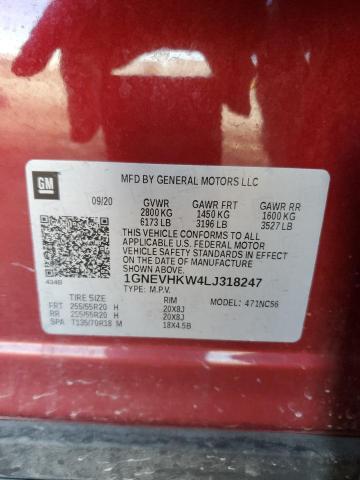 GM
MFD BY GENERAL MOTORS LLC
09/20 GVWR GAWR FRT GAWR RR
2800 KG 1450 KG 1600 KG
6173 LB 3196 LB 3527 LB
THIS VEHICLE CONFORMS TO ALL
APPLICABLE U.S. FEDERAL MOTOR
VEHICLE SAFETY STANDARDS IN
EFFECT ON THE DATE OF
MANUFACTURE SHOWN ABOVE.
1GNEVHKW4LJ318247
TYPE: M.P.V. MODEL: 471NC56
TIRE SIZE RIM
FRT 255/55R20 H 20X8J
RR 255/55R20 H 20X8J
SPA T135/70R18 M 18X4.5B